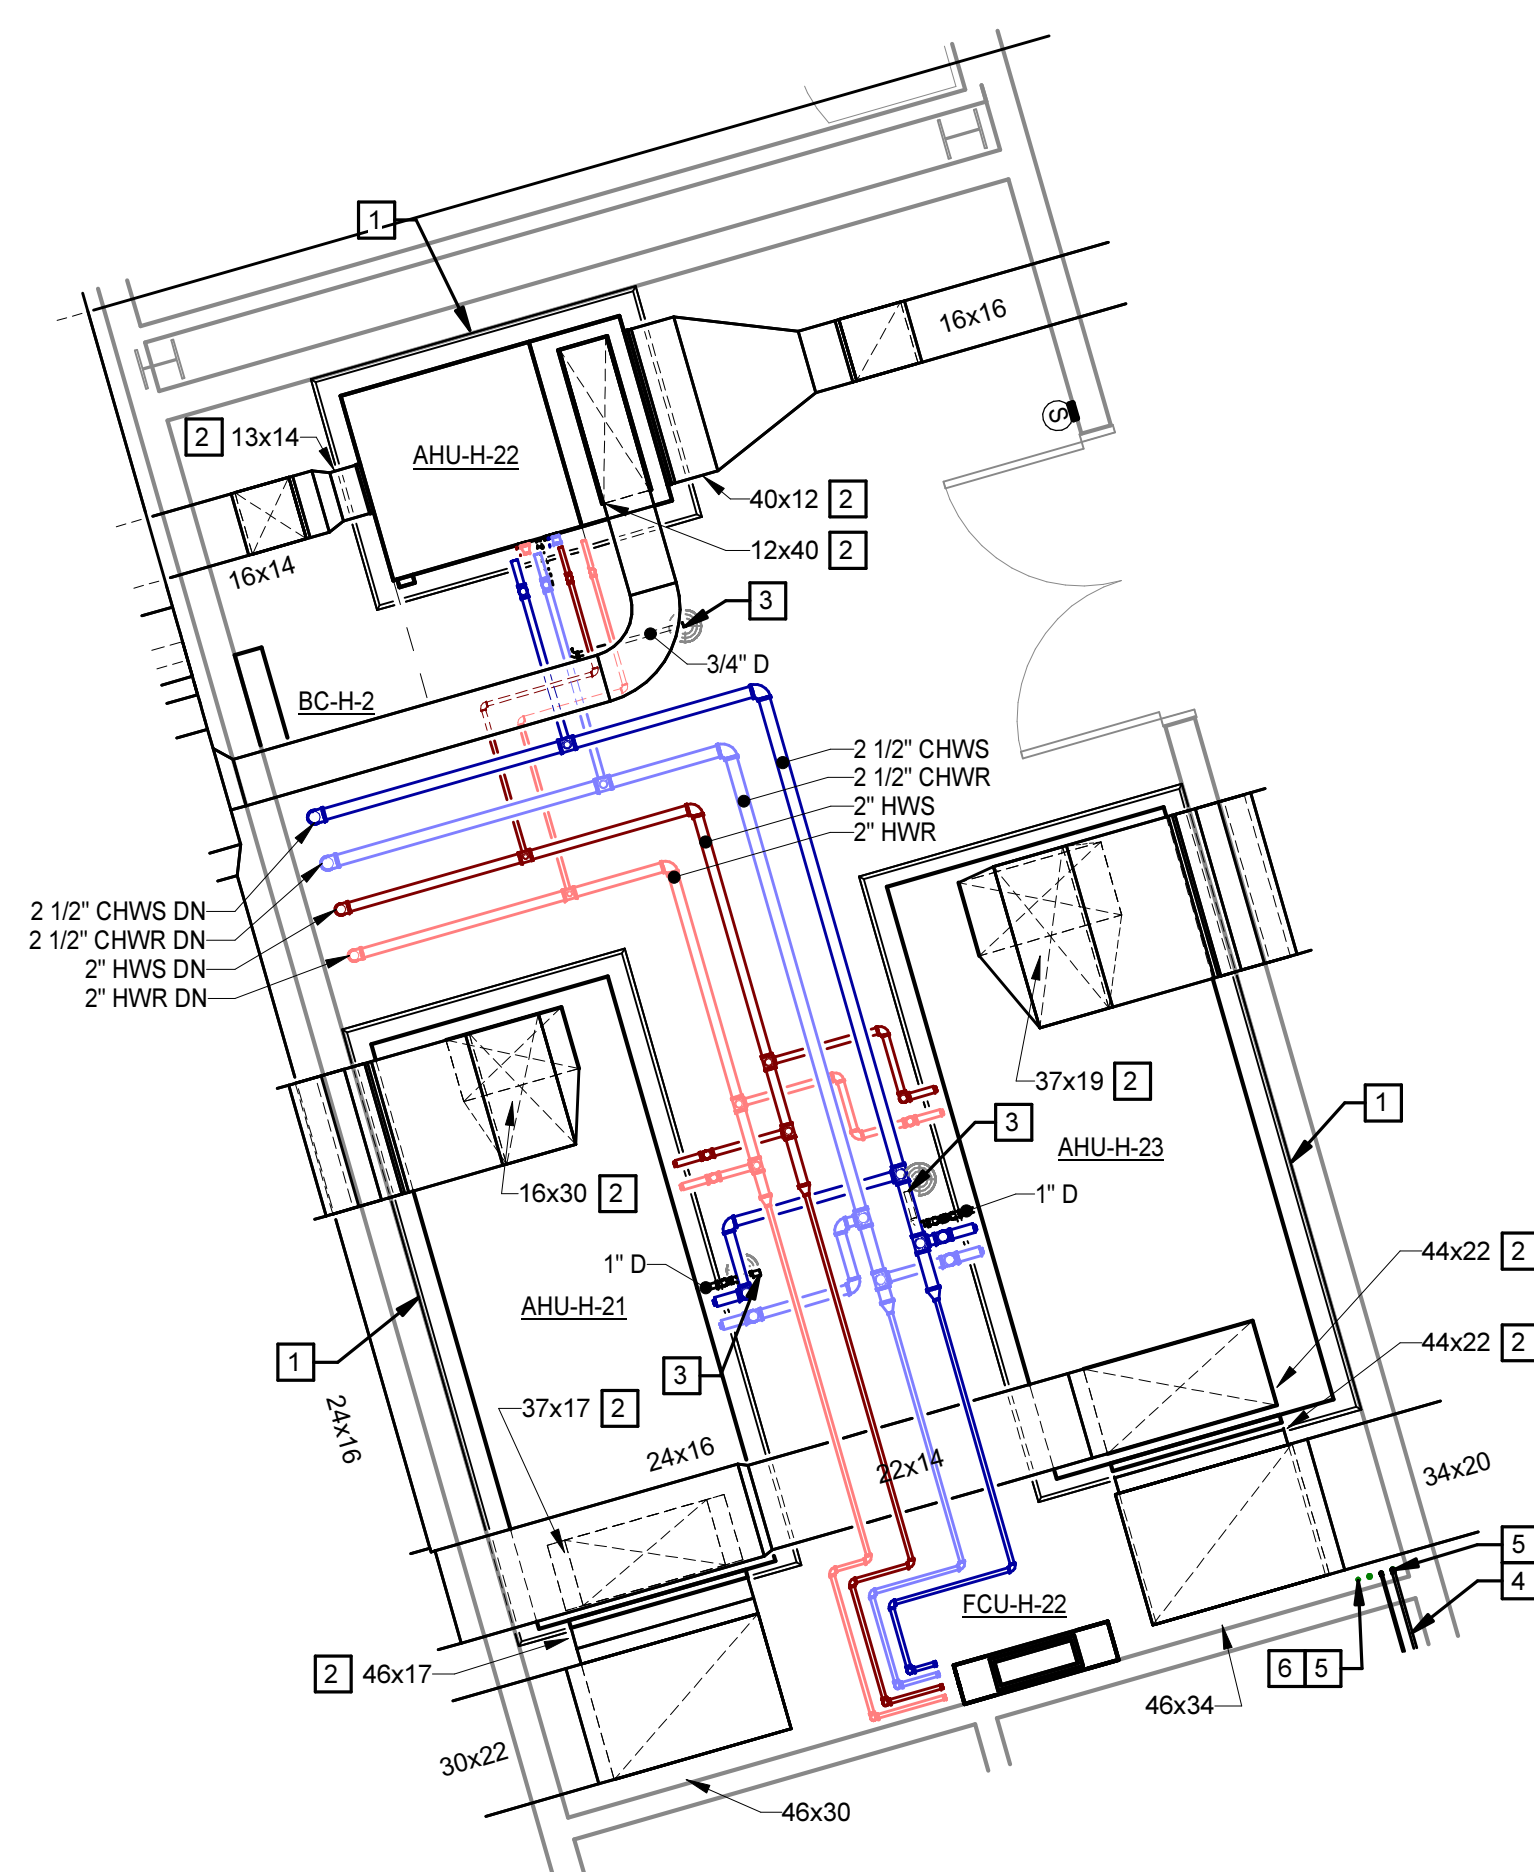 1
16x16
S
2 13x14
AHU-H-22
40x12 2
12x40 2
16x14
3
3/4" D
BC-H-2
2 1/2" CHWS
2 1/2" CHWR
2" HWS
2" HWR
2 1/2" CHWS DN
2 1/2" CHWR DN
2" HWS DN
2" HWR DN
37x19 2
1
3
AHU-H-23
16x30 2
1" D
1" D
44x22 2
AHU-H-21
44x22 2
1
3
37x17 2
24x16
24x16
22x14
34x20
5
4
FCU-H-22
2 46x17
6 5
46x34
30x22
46x30